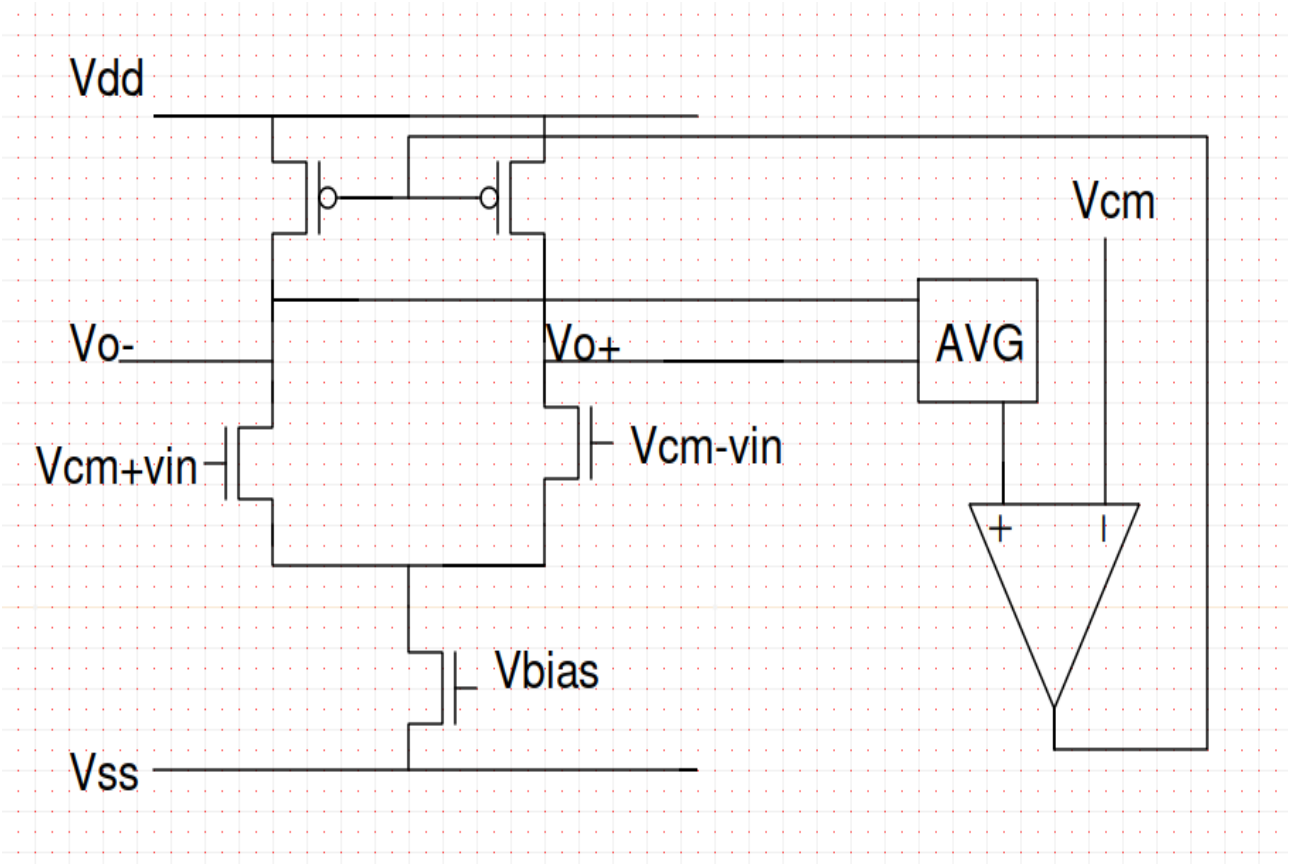 Vdd
Vcm
Vo-
Vo+
AVG
Vcm+vin
Vcm-vin
+
-
Vbias
Vss